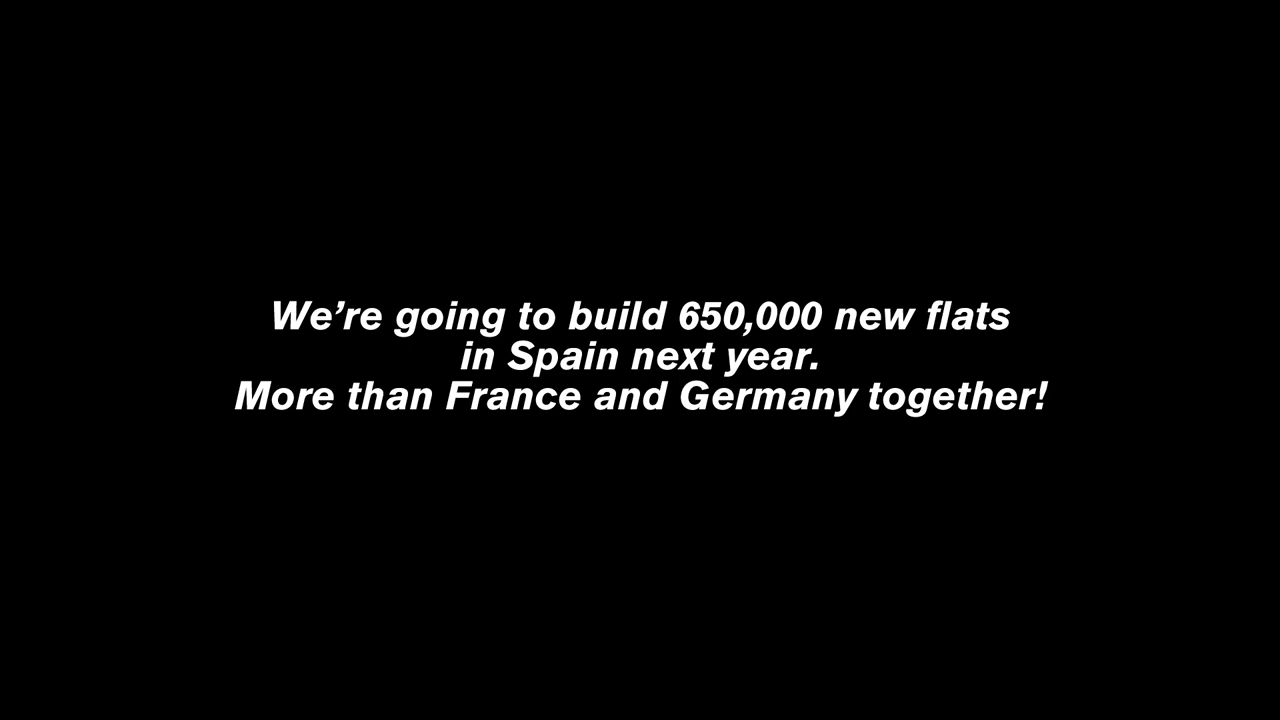 We’re going to build 650,000 new flats
in Spain next year.
More than France and Germany together!